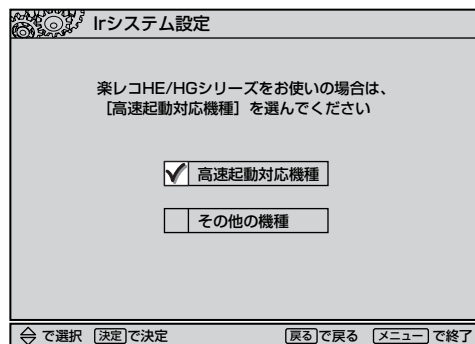 Irシステム設定
楽レコHE/HGシリーズをお使いの場合は、
［高速起動対応機種］を選んでください
高速起動対応機種
その他の機種
で選択 決定で決定 戻るで戻る メニューで終了